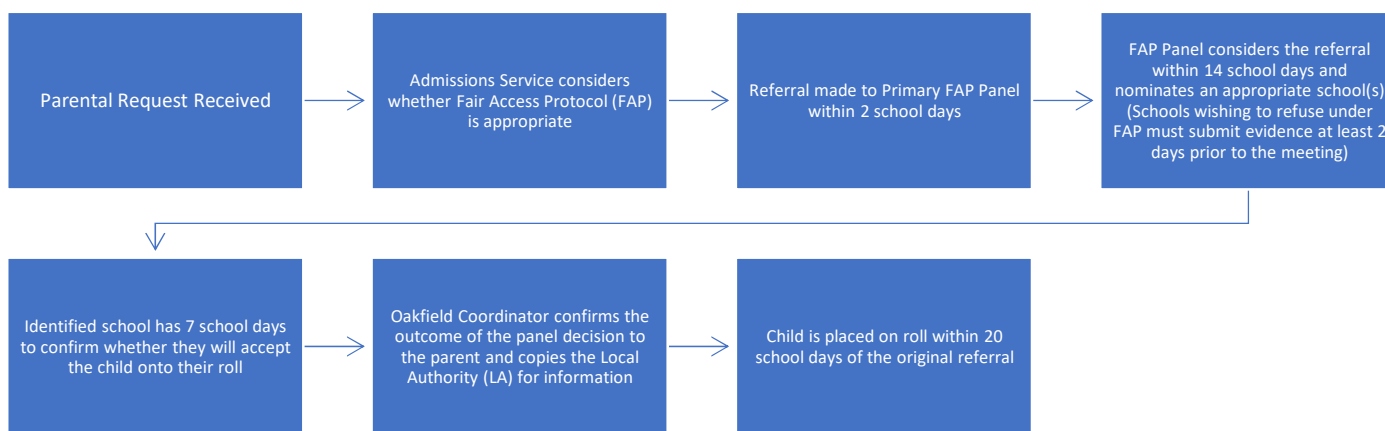 Parental Request Received
Admissions Service considers
whether Fair Access Protocol (FAP)
is appropriate
Referral made to Primary FAP Panel
within 2 school days
FAP Panel considers the referral
within 14 school days and
nominates an appropriate school(s)
(Schools wishing to refuse under
FAP must submit evidence at least 2
days prior to the meeting)
Identified school has 7 school days
to confirm whether they will accept
the child onto their roll
Oakfield Coordinator confirms the
outcome of the panel decision to
the parent and copies the Local
Authority (LA) for information
Child is placed on roll within 20
school days of the original referral